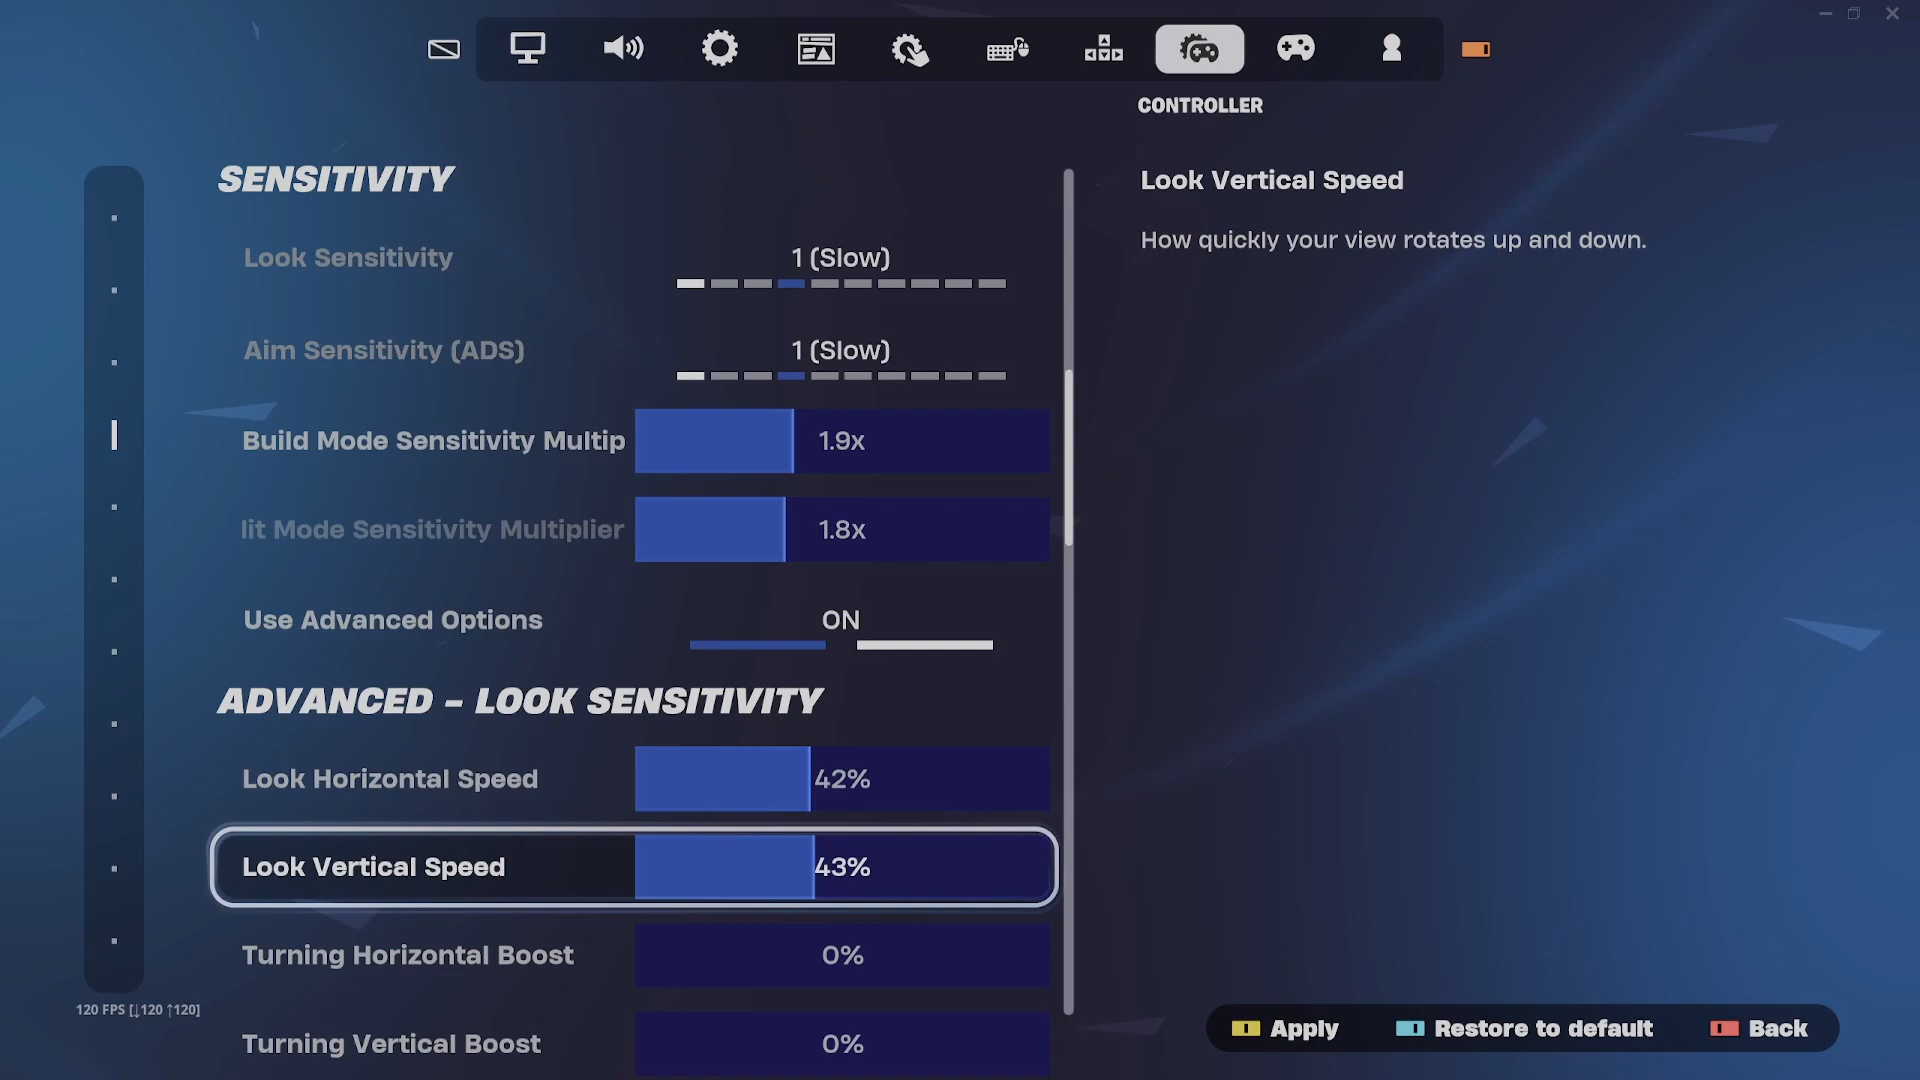 CONTROLLER
SENSITIVITY
Look Sensitivity
1 (Slow)
Aim Sensitivity (ADS)
1 (Slow)
Build Mode Sensitivity Multip
1.9x
lit Mode Sensitivity Multiplier
1.8x
Use Advanced Options
ON
ADVANCED - LOOK SENSITIVITY
Look Horizontal Speed
42%
Look Vertical Speed
43%
Turning Horizontal Boost
0%
Turning Vertical Boost
0%
Look Vertical Speed
How quickly your view rotates up and down.
120 FPS [↓120 ↑120]
Apply
Restore to default
Back